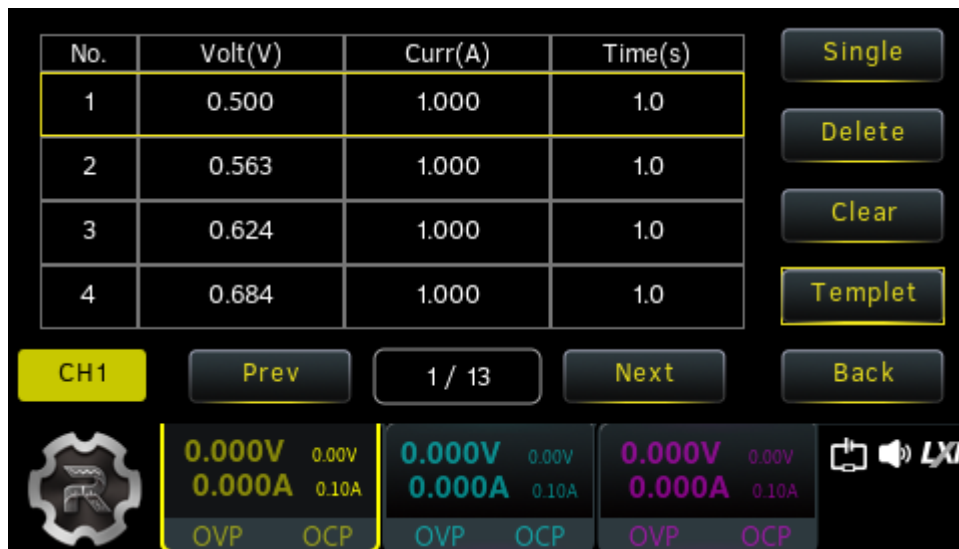 No. Volt(V) Curr(A) Time(s) Single
1 0.500 1.000 1.0
Delete
2 0.563 1.000 1.0
Clear
3 0.624 1.000 1.0
4 0.684 1.000 1.0 Templet
CH1 Prev 1 / 13 Next Back
0.000V 0.00V 0.000V 0.00V 0.000V 0.00V LXI
0.000A 0.10A 0.000A 0.10A 0.000A 0.10A
OVP OCP OVP OCP OVP OCP